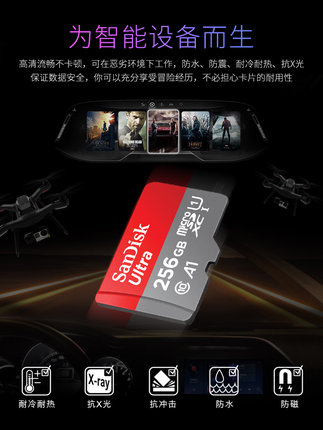 为智能设备而生
高清流畅不卡顿，可在恶劣环境下工作，防水、防震、耐冷耐热、抗X光
保证数据安全，你可以充分享受冒险经历，不必担心卡片的耐用性
SanDisk
Ultra
256GB
microSD
XC I
U1
10
A1
X-ray
耐冷耐热
抗X光
抗冲击
防水
防磁